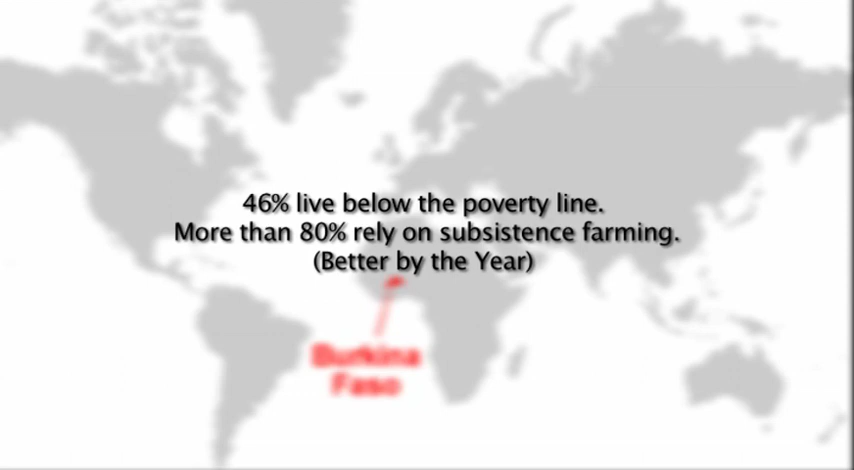 46% live below the poverty line.
More than 80% rely on subsistence farming.
(Better by the Year)
Burkina
Faso